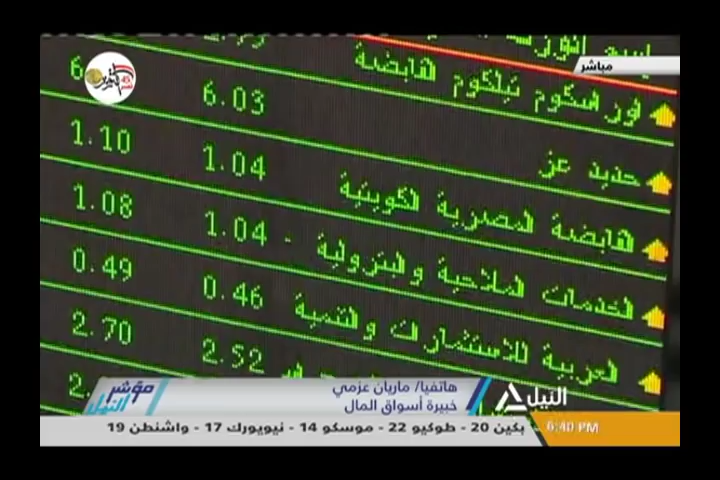 مباشر
أوراسكوم تيلكوم القابضة
6.03
حديد عز
1.04 1.10
القابضة المصرية الكويتية
1.04 1.08
الخدمات الملاحية والبترولية -
0.46 0.49
العربية للاستثمارات والتنمية
2.52 2.70
هاتفيا/ ماريان عزمي
خبيرة أسواق المال
النيل
مؤشر النيل
6:40 PM
بكين 20 - طوكيو 22 - موسكو 14 - نيويورك 17 - واشنطن 19